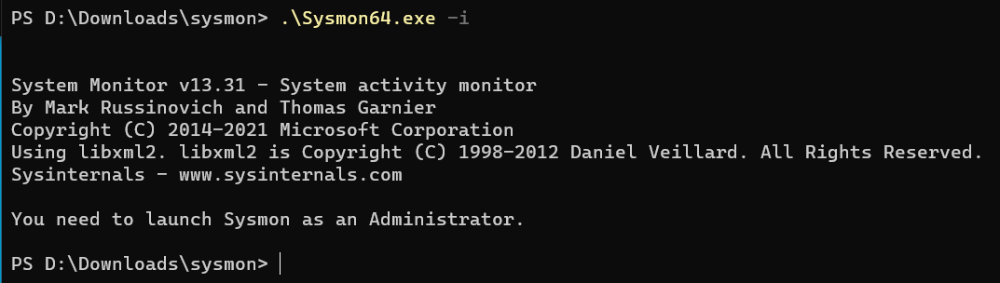 PS D:\Downloads\sysmon> .\Sysmon64.exe -i
System Monitor v13.31 - System activity monitor
By Mark Russinovich and Thomas Garnier
Copyright (C) 2014-2021 Microsoft Corporation
Using libxml2. libxml2 is Copyright (C) 1998-2012 Daniel Veillard. All Rights Reserved.
Sysinternals - www.sysinternals.com
You need to launch Sysmon as an Administrator.
PS D:\Downloads\sysmon>